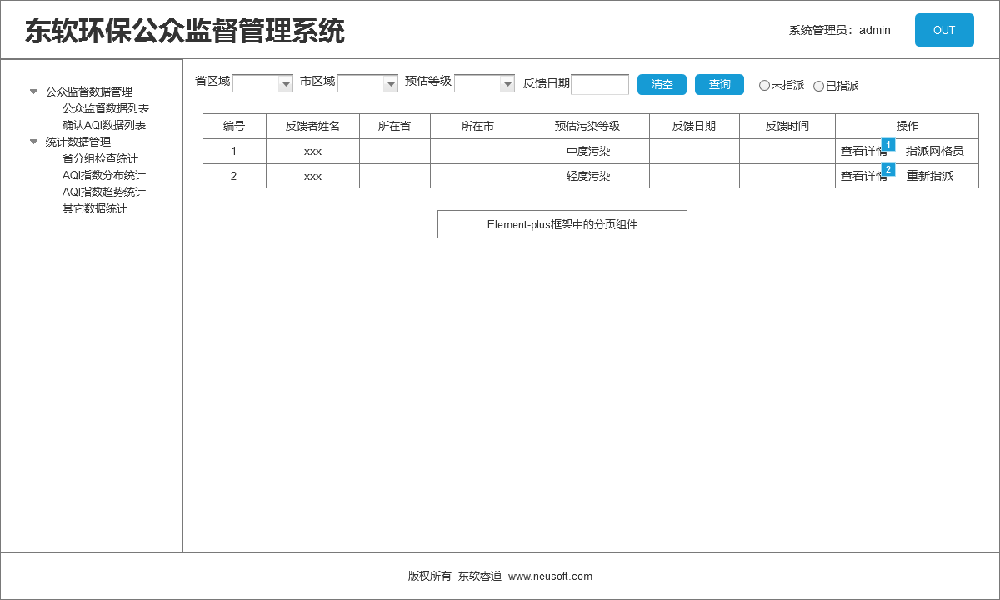 东软环保公众监督管理系统
系统管理员：admin
OUT
公众监督数据管理
公众监督数据列表
确认AQI数据列表
统计数据管理
省分组检查统计
AQI指数分布统计
AQI指数趋势统计
其它数据统计
省区域 市区域 预估等级 反馈日期 清空 查询 未指派 已指派
编号 反馈者姓名 所在省 所在市 预估污染等级 反馈日期 反馈时间 操作
1 xxx 中度污染 查看详情 1 指派网格员
2 xxx 轻度污染 查看详情 2 重新指派
Element-plus框架中的分页组件
版权所有 东软睿道 www.neusoft.com